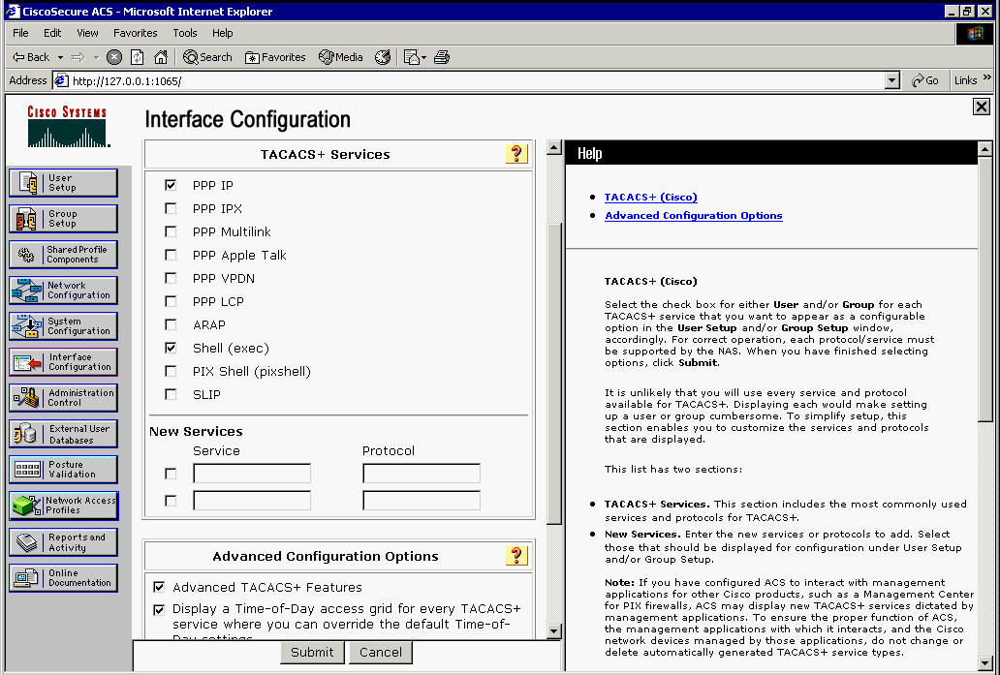 CiscoSecure ACS - Microsoft Internet Explorer
File Edit View Favorites Tools Help
Back Search Favorites Media
Address http://127.0.0.1:1065/ Go Links »
CISCO SYSTEMS
Interface Configuration
User
Setup
Group
Setup
Shared Profile
Components
Network
Configuration
System
Configuration
Interface
Configuration
Administration
Control
External User
Databases
Posture
Validation
Network Access
Profiles
Reports and
Activity
Online
Documentation
TACACS+ Services ?
PPP IP
PPP IPX
PPP Multilink
PPP Apple Talk
PPP VPDN
PPP LCP
ARAP
Shell (exec)
PIX Shell (pixshell)
SLIP
New Services
Service Protocol
Advanced Configuration Options ?
Advanced TACACS+ Features
Display a Time-of-Day access grid for every TACACS+
service where you can override the default Time-of-
Day settings
Submit Cancel
Help
TACACS+ (Cisco)
Advanced Configuration Options
TACACS+ (Cisco)
Select the check box for either User and/or Group for each
TACACS+ service that you want to appear as a configurable
option in the User Setup and/or Group Setup window,
accordingly. For correct operation, each protocol/service must
be supported by the NAS. When you have finished selecting
options, click Submit.
It is unlikely that you will use every service and protocol
available for TACACS+. Displaying each would make setting
up a user or group cumbersome. To simplify setup, this
section enables you to customize the services and protocols
that are displayed.
This list has two sections:
TACACS+ Services. This section includes the most commonly used
services and protocols for TACACS+.
New Services. Enter the new services or protocols to add. Select
those that should be displayed for configuration under User Setup
and/or Group Setup.
Note: If you have configured ACS to interact with management
applications for other Cisco products, such as a Management Center
for PIX firewalls, ACS may display new TACACS+ services dictated by
management applications. To ensure the proper function of ACS,
the management applications with which it interacts, and the Cisco
network devices managed by those applications, do not change or
delete automatically generated TACACS+ service types.